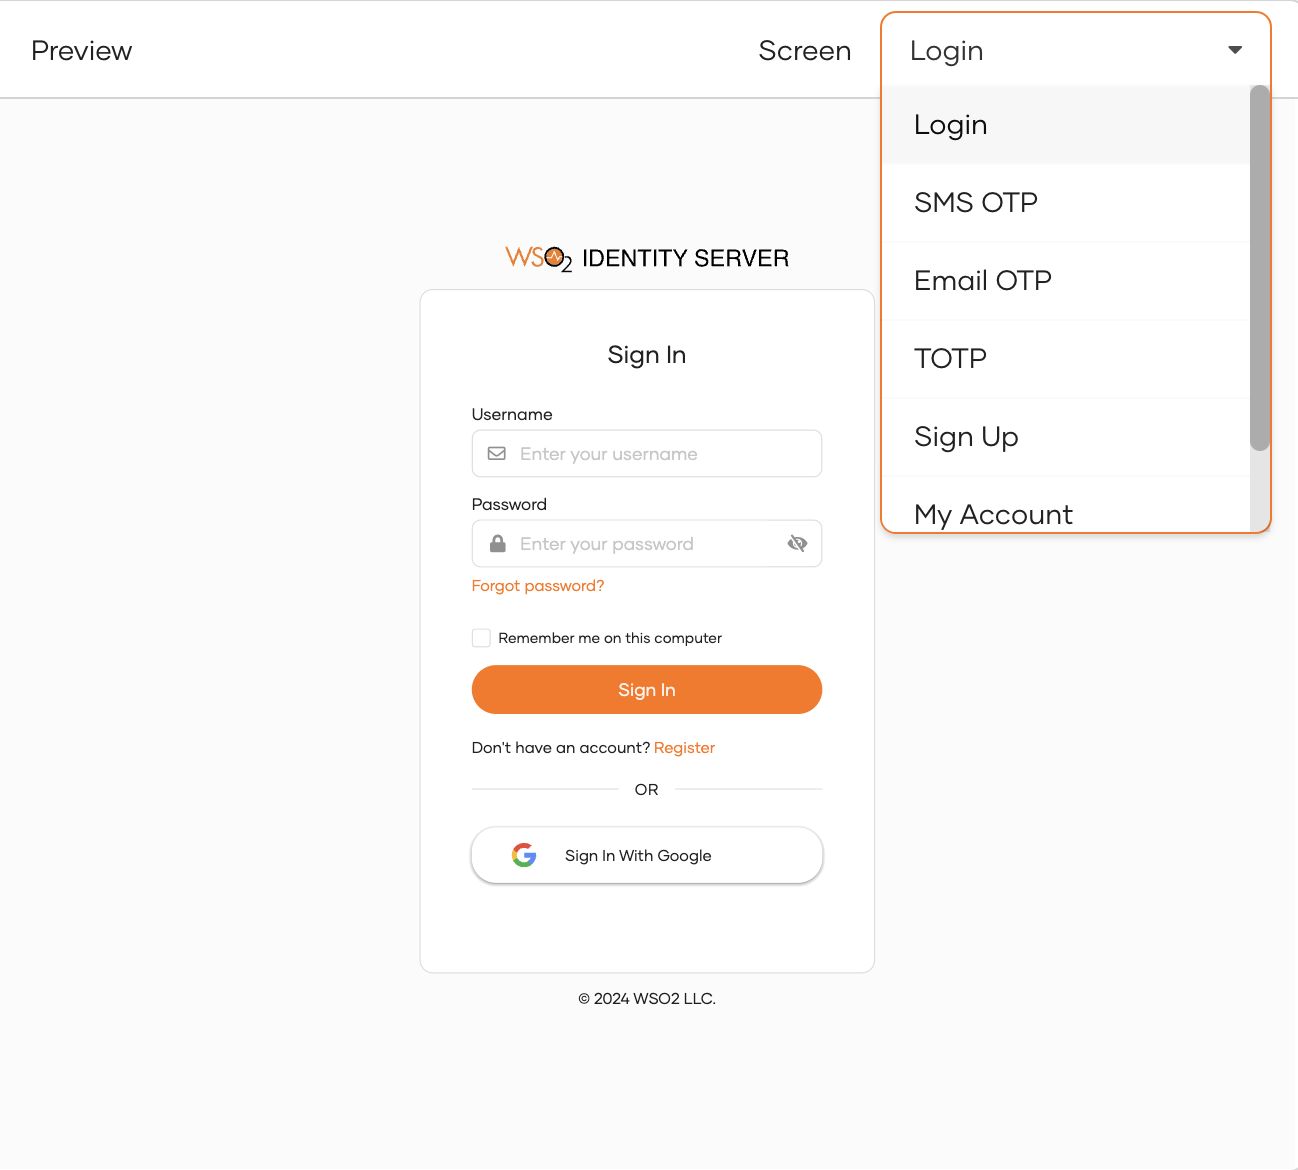 Preview
Screen
Login
Login
SMS OTP
Email OTP
TOTP
Sign Up
My Account
WSO2 IDENTITY SERVER
Sign In
Username
Enter your username
Password
Enter your password
Forgot password?
Remember me on this computer
Sign In
Don't have an account? Register
OR
Sign In With Google
© 2024 WSO2 LLC.